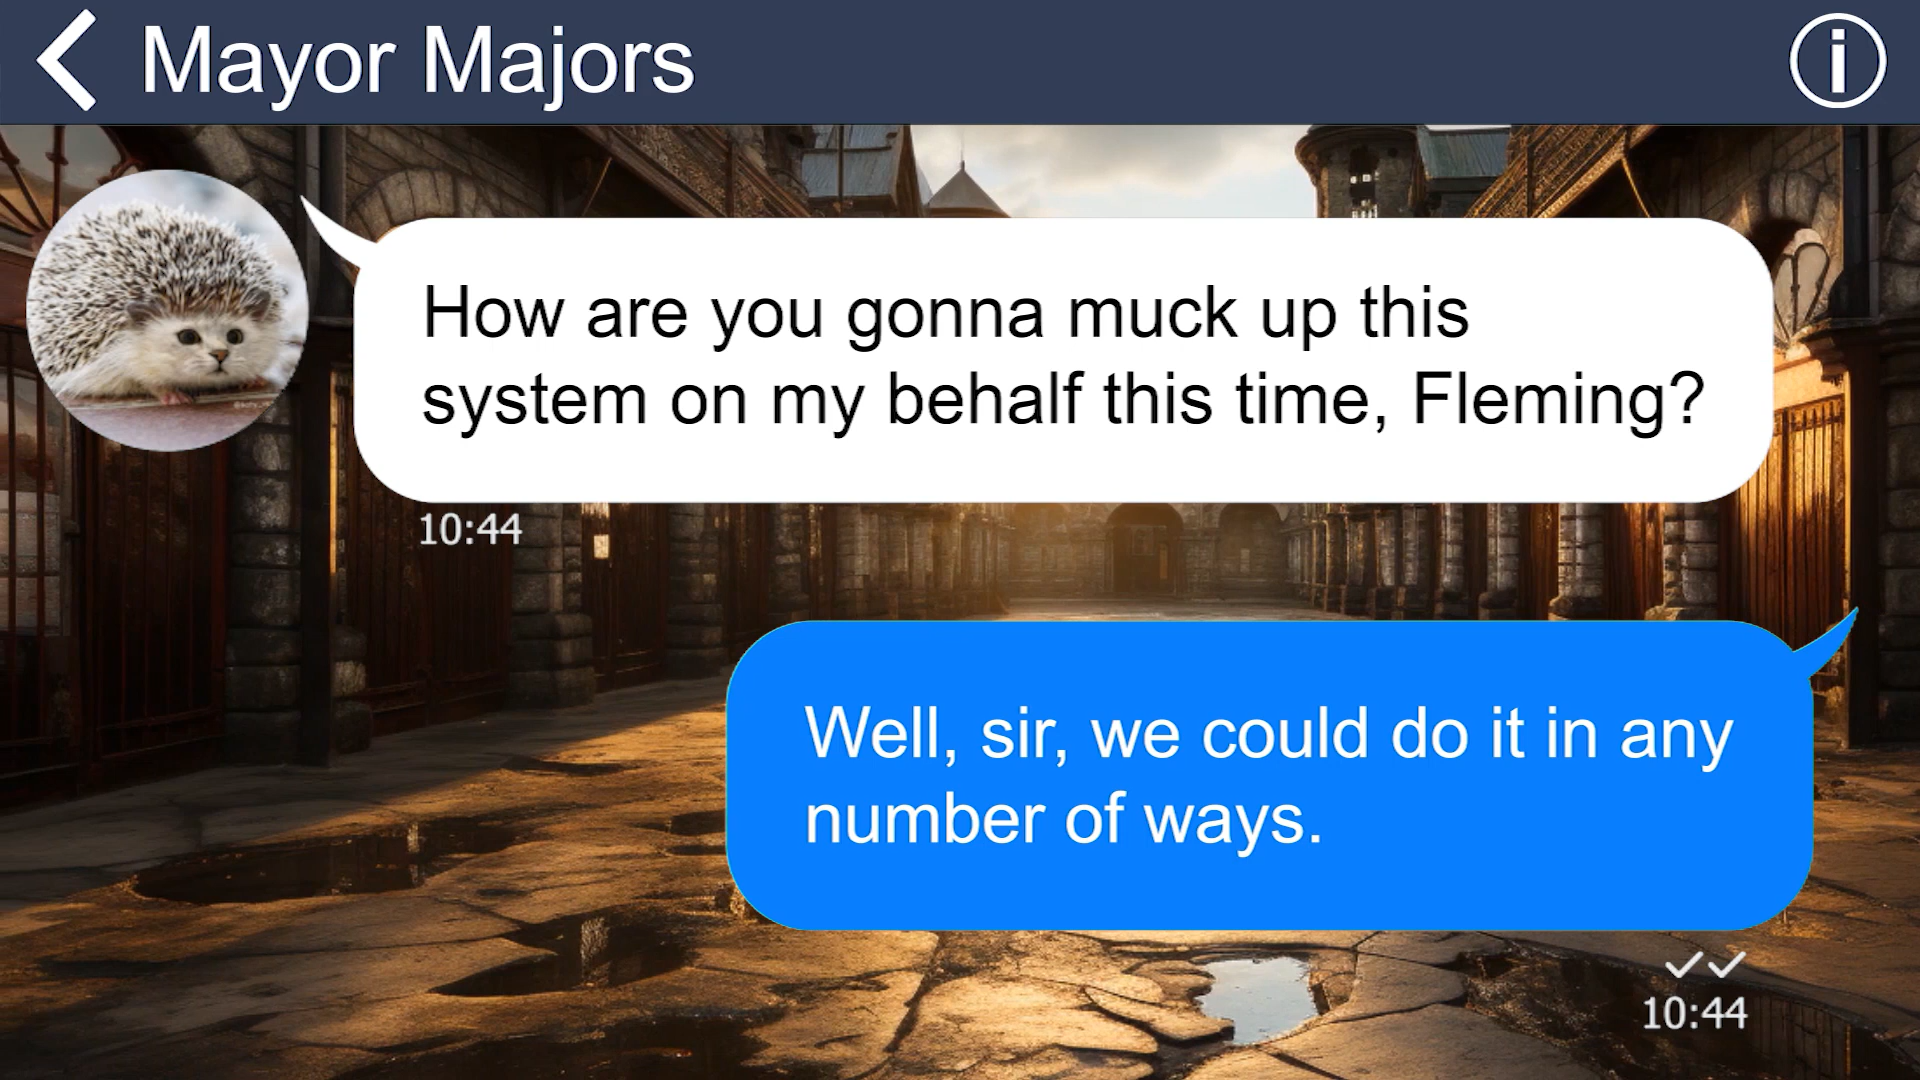 Mayor Majors
How are you gonna muck up this
system on my behalf this time, Fleming?
10:44
Well, sir, we could do it in any
number of ways.
10:44